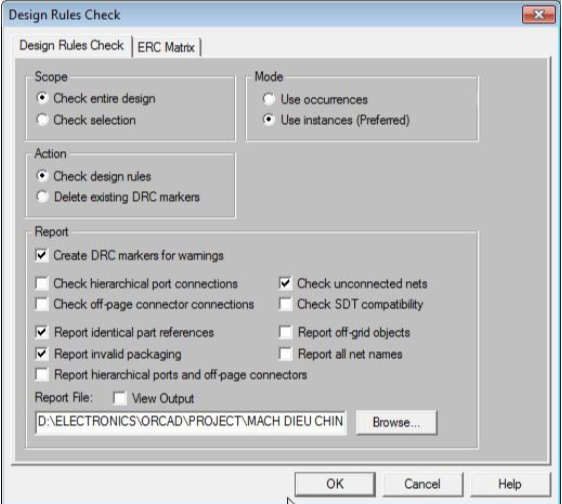 Design Rules Check
Design Rules Check ERC Matrix
Scope
Check entire design
Check selection
Mode
Use occurrences
Use instances (Preferred)
Action
Check design rules
Delete existing DRC markers
Report
Create DRC markers for warnings
Check hierarchical port connections
Check unconnected nets
Check off-page connector connections
Check SDT compatibility
Report identical part references
Report off-grid objects
Report invalid packaging
Report all net names
Report hierarchical ports and off-page connectors
Report File: View Output
D:\ELECTRONICS\ORCAD\PROJECT\MACH DIEU CHIN
Browse...
OK Cancel Help